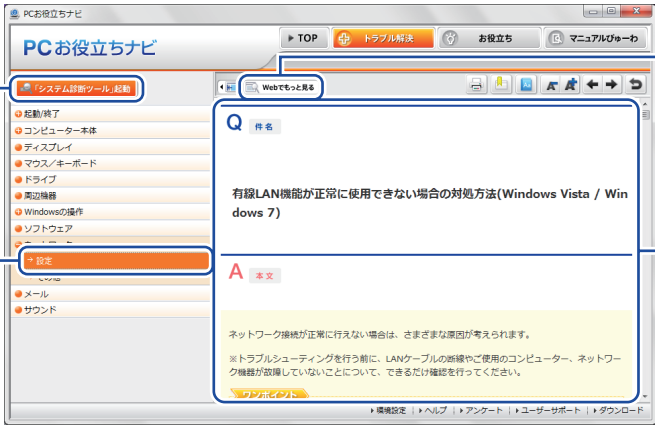 PCお役立ちナビ
PCお役立ちナビ
TOP
トラブル解決
お役立ち
マニュアルびゅーわ
「システム診断ツール」起動
Webでもっと見る
起動/終了
コンピューター本体
ディスプレイ
マウス／キーボード
ドライブ
周辺機器
Windowsの操作
ソフトウェア
設定
メール
サウンド
Q 件名
有線LAN機能が正常に使用できない場合の対処方法(Windows Vista / Win
dows 7)
A 本文
ネットワーク接続が正常に行えない場合は、さまざまな原因が考えられます。
※トラブルシューティングを行う前に、LANケーブルの断線やご使用のコンピューター、ネットワー
ク機器が故障していないことについて、できるだけ確認を行ってください。
ワンポイント
環境設定 | ヘルプ | アンケート | ユーザーサポート | ダウンロード